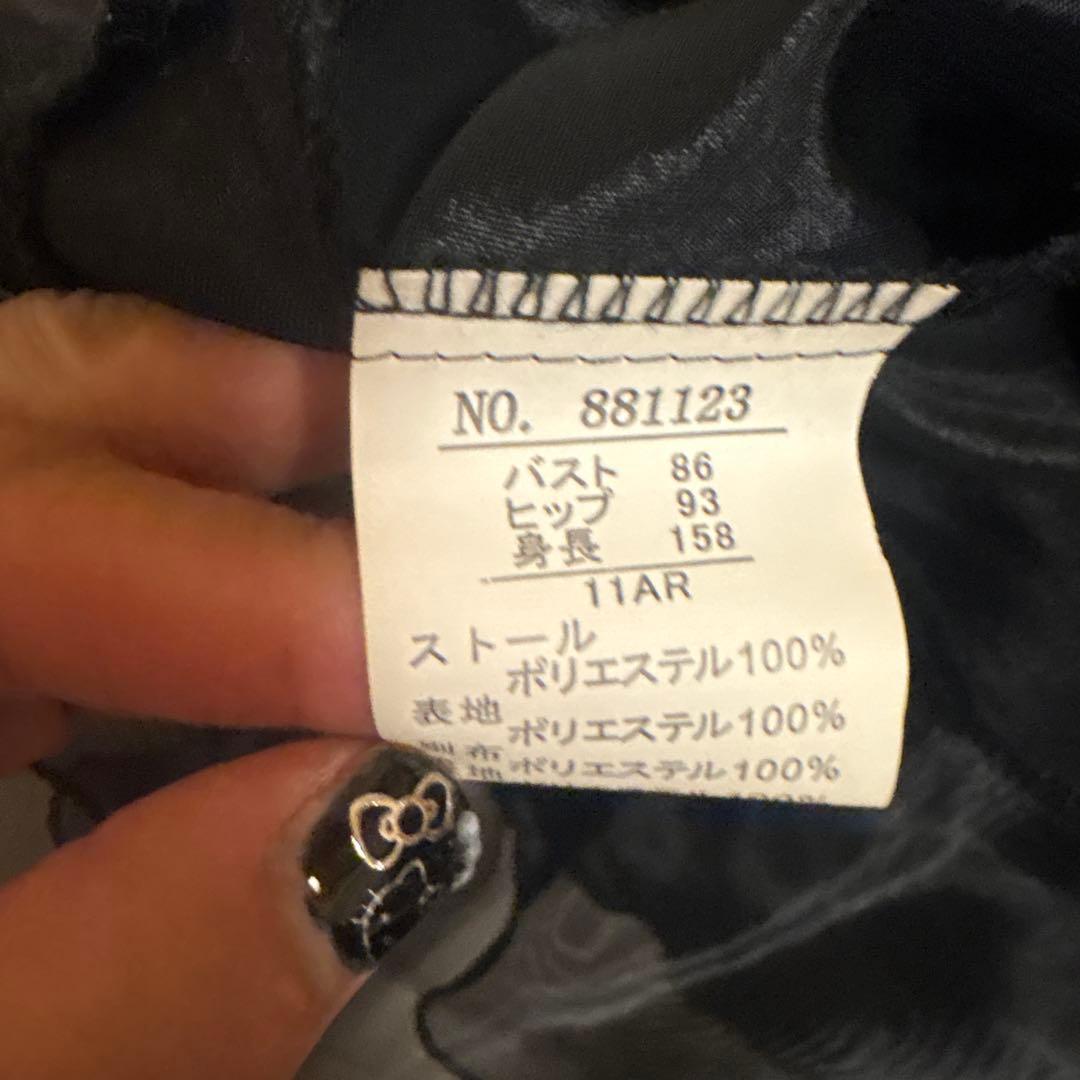 NO. 881123
バスト 86
ヒップ 93
身長 158
11AR
ストール
ポリエステル100%
表地 ポリエステル100%
別布 ポリエステル100%